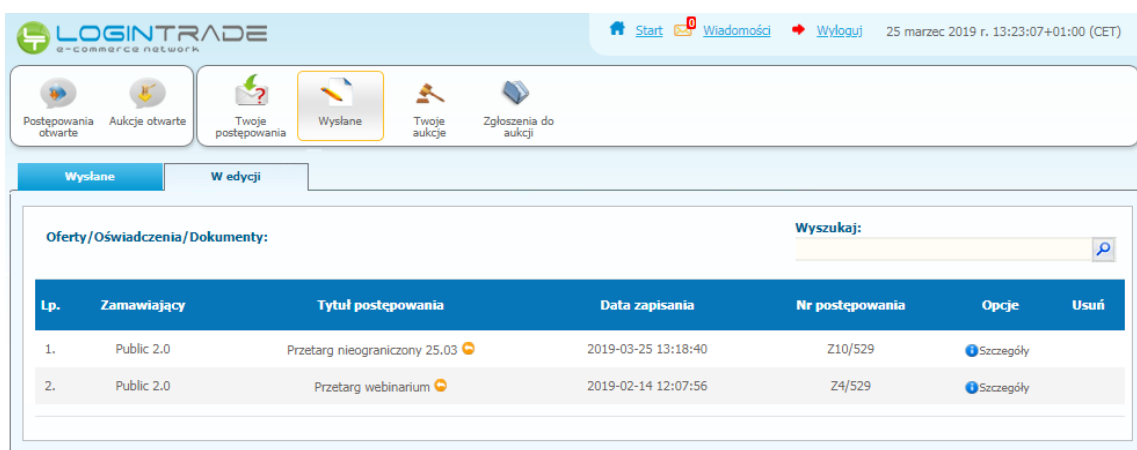 LOGINTRADE
e-commerce network
Start 0 Wiadomości Wyloguj 25 marzec 2019 r. 13:23:07+01:00 (CET)
Postępowania otwarte
Aukcje otwarte
Twoje postępowania
Wysłane
Twoje aukcje
Zgłoszenia do aukcji
Wysłane W edycji
Oferty/Oświadczenia/Dokumenty:
Wyszukaj:
Lp. Zamawiający Tytuł postępowania Data zapisania Nr postępowania Opcje Usuń
1. Public 2.0 Przetarg nieograniczony 25.03 2019-03-25 13:18:40 Z10/529 Szczegóły
2. Public 2.0 Przetarg webinarium 2019-02-14 12:07:56 Z4/529 Szczegóły